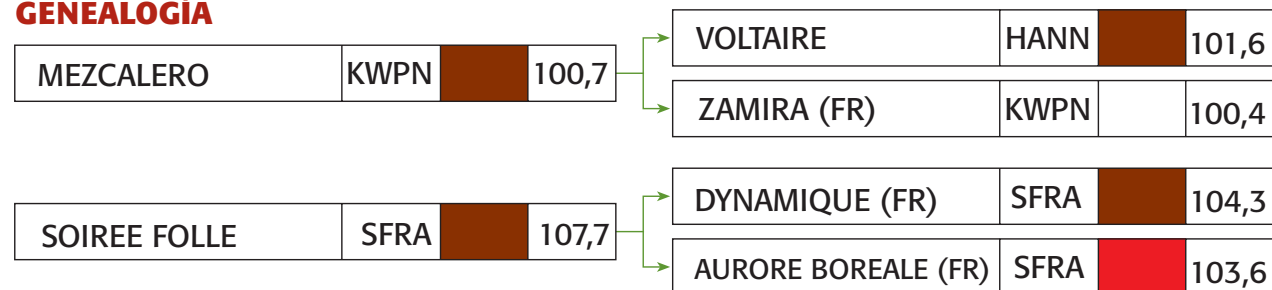 GENEALOGÍA
MEZCALERO KWPN 100,7
VOLTAIRE HANN 101,6
ZAMIRA (FR) KWPN 100,4
SOIREE FOLLE SFRA 107,7
DYNAMIQUE (FR) SFRA 104,3
AURORE BOREALE (FR) SFRA 103,6